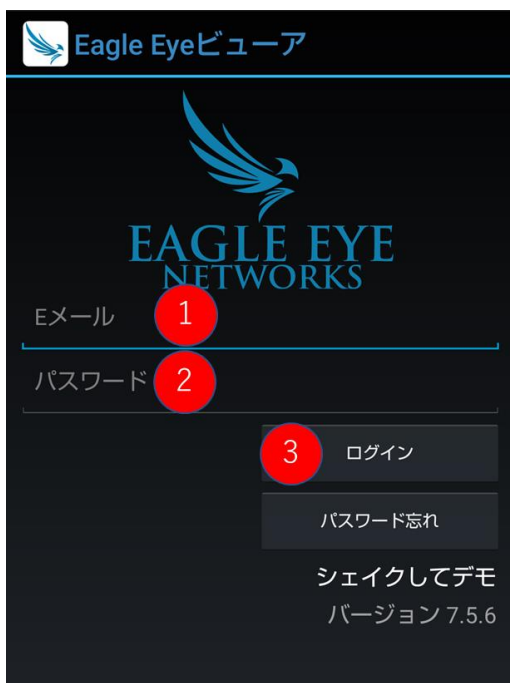 Eagle Eyeビューア
EAGLE EYE
NETWORKS
Eメール 1
パスワード 2
3 ログイン
パスワード忘れ
シェイクしてデモ
バージョン 7.5.6